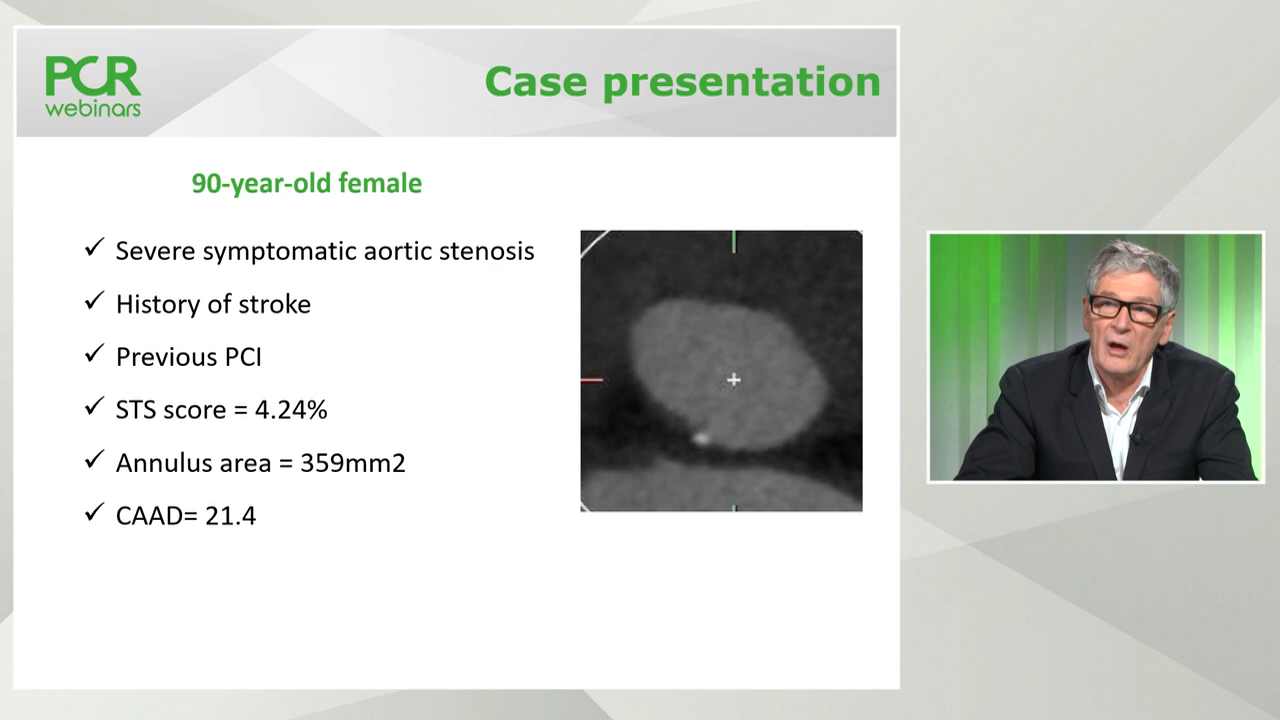 PCR
webinars
Case presentation
90-year-old female
✓ Severe symptomatic aortic stenosis
✓ History of stroke
✓ Previous PCI
✓ STS score = 4.24%
✓ Annulus area = 359mm2
✓ CAAD= 21.4